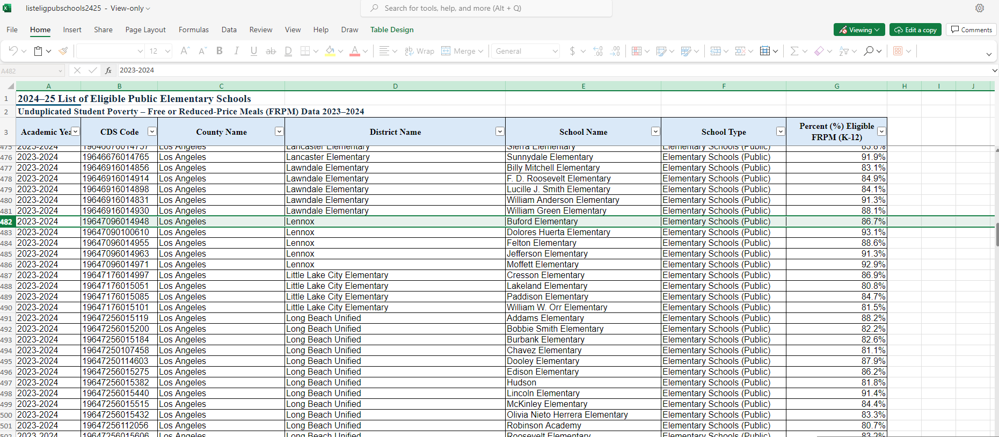 listeligpubschools2425 - View-only
Search for tools, help, and more (Alt + Q)
File Home Insert Share Page Layout Formulas Data Review View Help Draw Table Design
Viewing Edit a copy Comments
12 A A B I U ab D A ab Wrap Merge General $ .00 .00
A482 fx 2023-2024
A B C D E F G H I J
1 2024–25 List of Eligible Public Elementary Schools
2 Unduplicated Student Poverty – Free or Reduced-Price Meals (FRPM) Data 2023–2024
3 Academic Yea CDS Code County Name District Name School Name School Type Percent (%) Eligible FRPM (K-12)
475 2023-2024 19646676014757 Los Angeles Lancaster Elementary Sierra Elementary Elementary Schools (Public)
476 2023-2024 19646676014765 Los Angeles Lancaster Elementary Sunnydale Elementary Elementary Schools (Public) 91.9%
477 2023-2024 19646916014856 Los Angeles Lawndale Elementary Billy Mitchell Elementary Elementary Schools (Public) 83.1%
478 2023-2024 19646916014914 Los Angeles Lawndale Elementary F. D. Roosevelt Elementary Elementary Schools (Public) 84.9%
479 2023-2024 19646916014898 Los Angeles Lawndale Elementary Lucille J. Smith Elementary Elementary Schools (Public) 84.1%
480 2023-2024 19646916014831 Los Angeles Lawndale Elementary William Anderson Elementary Elementary Schools (Public) 91.3%
481 2023-2024 19646916014930 Los Angeles Lawndale Elementary William Green Elementary Elementary Schools (Public) 88.1%
482 2023-2024 19647096014948 Los Angeles Lennox Buford Elementary Elementary Schools (Public) 86.7%
483 2023-2024 19647090100610 Los Angeles Lennox Dolores Huerta Elementary Elementary Schools (Public) 93.1%
484 2023-2024 19647096014955 Los Angeles Lennox Felton Elementary Elementary Schools (Public) 88.6%
485 2023-2024 19647096014963 Los Angeles Lennox Jefferson Elementary Elementary Schools (Public) 91.3%
486 2023-2024 19647096014971 Los Angeles Lennox Moffett Elementary Elementary Schools (Public) 92.9%
487 2023-2024 19647176014997 Los Angeles Little Lake City Elementary Cresson Elementary Elementary Schools (Public) 86.9%
488 2023-2024 19647176015051 Los Angeles Little Lake City Elementary Lakeland Elementary Elementary Schools (Public) 80.8%
489 2023-2024 19647176015085 Los Angeles Little Lake City Elementary Paddison Elementary Elementary Schools (Public) 84.7%
490 2023-2024 19647176015101 Los Angeles Little Lake City Elementary William W. Orr Elementary Elementary Schools (Public) 81.5%
491 2023-2024 19647256015119 Los Angeles Long Beach Unified Addams Elementary Elementary Schools (Public) 88.2%
492 2023-2024 19647256015200 Los Angeles Long Beach Unified Bobbie Smith Elementary Elementary Schools (Public) 82.2%
493 2023-2024 19647256015184 Los Angeles Long Beach Unified Burbank Elementary Elementary Schools (Public) 82.6%
494 2023-2024 19647250107458 Los Angeles Long Beach Unified Chavez Elementary Elementary Schools (Public) 81.1%
495 2023-2024 19647250114603 Los Angeles Long Beach Unified Dooley Elementary Elementary Schools (Public) 87.9%
496 2023-2024 19647256015275 Los Angeles Long Beach Unified Edison Elementary Elementary Schools (Public) 86.2%
497 2023-2024 19647256015382 Los Angeles Long Beach Unified Hudson Elementary Schools (Public) 81.8%
498 2023-2024 19647256015440 Los Angeles Long Beach Unified Lincoln Elementary Elementary Schools (Public) 91.4%
499 2023-2024 19647256015515 Los Angeles Long Beach Unified McKinley Elementary Elementary Schools (Public) 84.4%
500 2023-2024 19647256015432 Los Angeles Long Beach Unified Olivia Nieto Herrera Elementary Elementary Schools (Public) 83.3%
501 2023-2024 19647256112056 Los Angeles Long Beach Unified Robinson Academy Elementary Schools (Public) 80.7%
502 2023-2024 19647256015606 Los Angeles Long Beach Unified Roosevelt Elementary Elementary Schools (Public) 83.2%